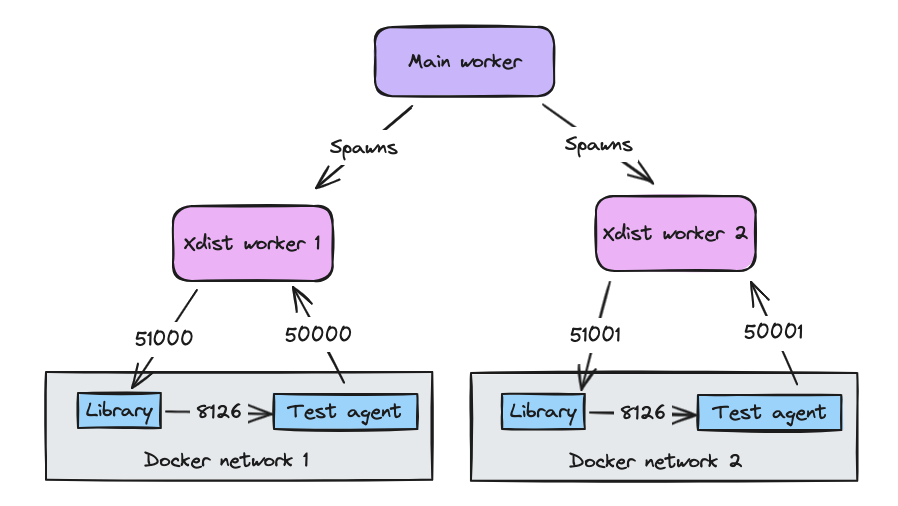 Main worker
Spawns
Spawns
Xdist worker 1
Xdist worker 2
51000
50000
51001
50001
Library
8126
Test agent
Library
8126
Test agent
Docker network 1
Docker network 2